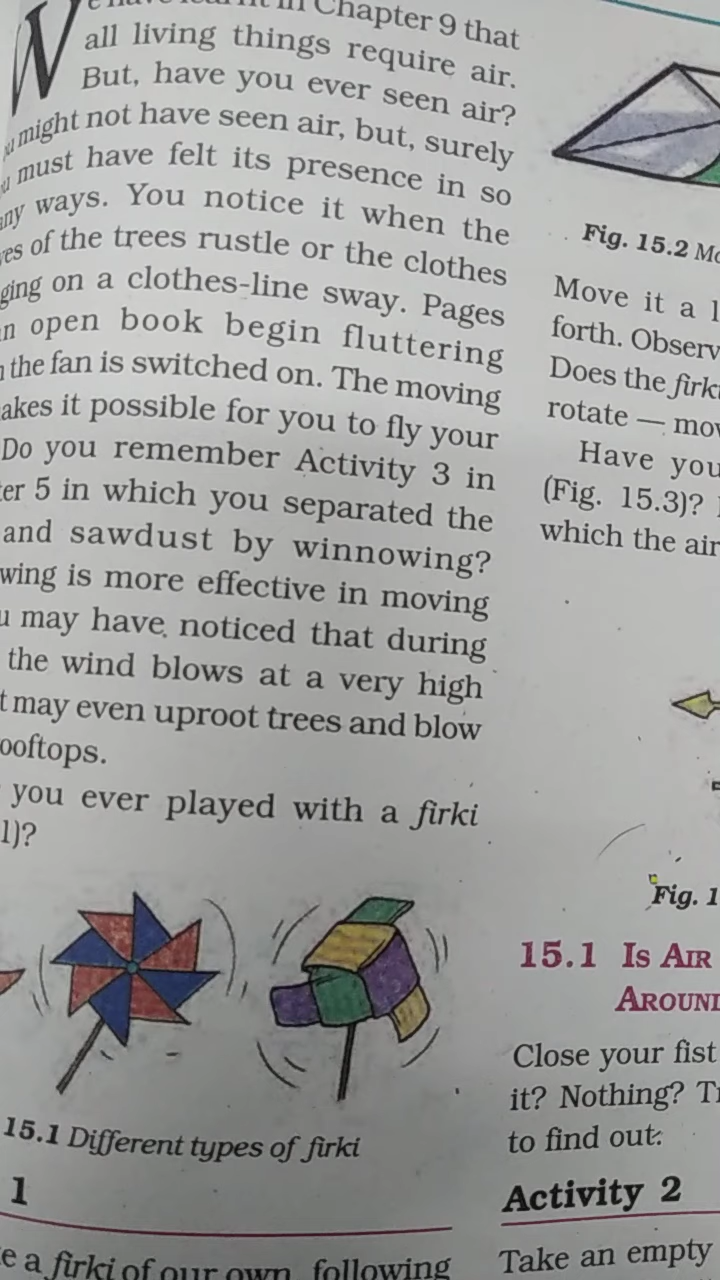 W
in Chapter 9 that
all living things require air.
But, have you ever seen air?
might not have seen air, but, surely
must have felt its presence in so
ways. You notice it when the
of the trees rustle or the clothes
on a clothes-line sway. Pages
open book begin fluttering
the fan is switched on. The moving
it possible for you to fly your
Do you remember Activity 3 in
5 in which you separated the
and sawdust by winnowing?
is more effective in moving
may have noticed that during
the wind blows at a very high
may even uproot trees and blow
you ever played with a firki
1)?
15.1 Different types of firki
1
a firki of our own, following
Fig. 15.2
Move it a
forth. Observ
Does the firki
rotate — mov
Have you
(Fig. 15.3)?
which the air
Fig. 1
15.1 IS AIR
AROUND
Close your fist
it? Nothing?
to find out:
Activity 2
Take an empty